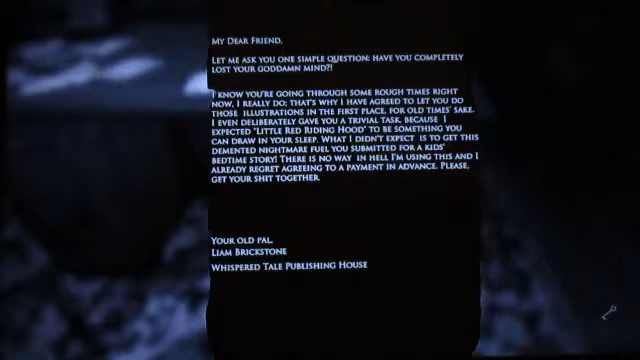 My Dear Friend,
Let me ask you one simple question: have you completely
lost your goddamn mind?!
I know you're going through some rough times right
now, I really do; that's why I have agreed to let you do
those illustrations in the first place, for old times' sake.
I even deliberately gave you a trivial task, because I
expected "Little Red Riding Hood" to be something you
can draw in your sleep. What I didn't expect is to get this
demented nightmare fuel you submitted for a kids'
bedtime story! There is no way in hell I'm using this and I
already regret agreeing to a payment in advance. Please,
get your shit together.
Your old pal,
Liam Brickstone
Whispered Tale Publishing House